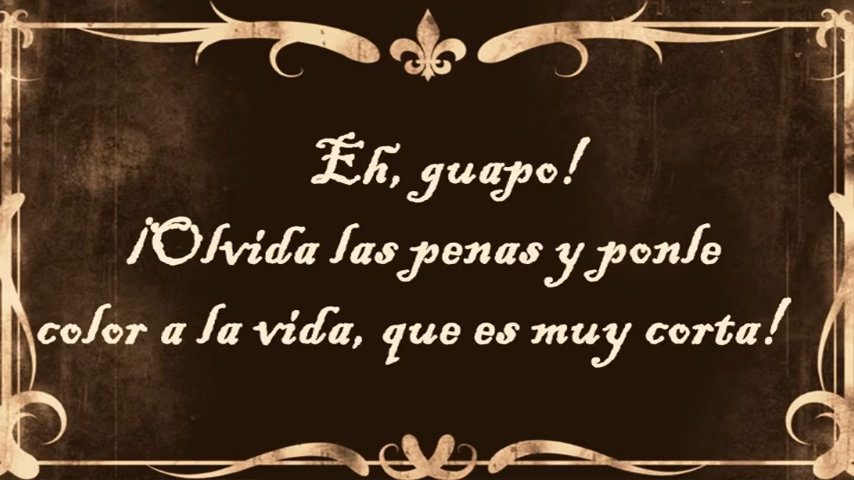 Eh, guapo!
¡Olvida las penas y ponle
color a la vida, que es muy corta!